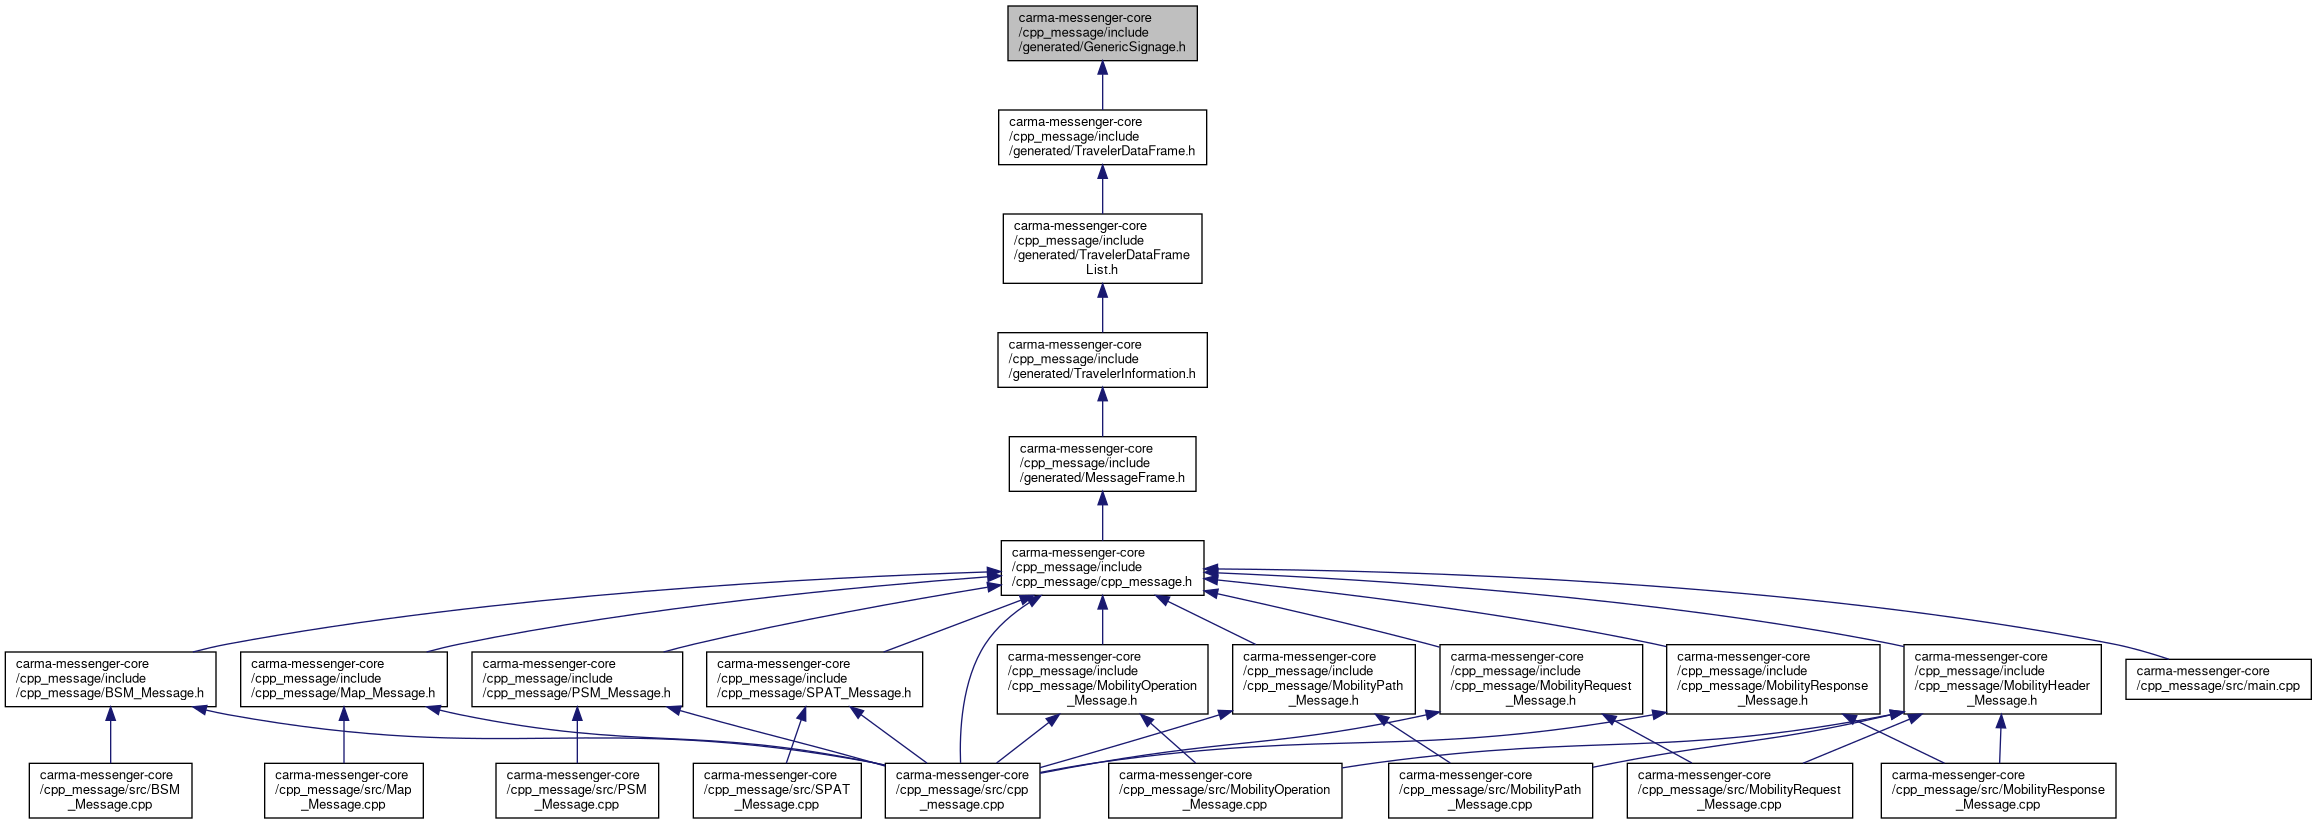 carma-messenger-core
/cpp_message/include
/generated/GenericSignage.h
carma-messenger-core
/cpp_message/include
/generated/TravelerDataFrame.h
carma-messenger-core
/cpp_message/include
/generated/TravelerDataFrame
List.h
carma-messenger-core
/cpp_message/include
/generated/TravelerInformation.h
carma-messenger-core
/cpp_message/include
/generated/MessageFrame.h
carma-messenger-core
/cpp_message/include
/cpp_message/cpp_message.h
carma-messenger-core
/cpp_message/include
/cpp_message/BSM_Message.h
carma-messenger-core
/cpp_message/include
/cpp_message/Map_Message.h
carma-messenger-core
/cpp_message/include
/cpp_message/PSM_Message.h
carma-messenger-core
/cpp_message/include
/cpp_message/SPAT_Message.h
carma-messenger-core
/cpp_message/include
/cpp_message/MobilityOperation
_Message.h
carma-messenger-core
/cpp_message/include
/cpp_message/MobilityPath
_Message.h
carma-messenger-core
/cpp_message/include
/cpp_message/MobilityRequest
_Message.h
carma-messenger-core
/cpp_message/include
/cpp_message/MobilityResponse
_Message.h
carma-messenger-core
/cpp_message/include
/cpp_message/MobilityHeader
_Message.h
carma-messenger-core
/cpp_message/src/main.cpp
carma-messenger-core
/cpp_message/src/BSM
_Message.cpp
carma-messenger-core
/cpp_message/src/Map
_Message.cpp
carma-messenger-core
/cpp_message/src/PSM
_Message.cpp
carma-messenger-core
/cpp_message/src/SPAT
_Message.cpp
carma-messenger-core
/cpp_message/src/cpp
_message.cpp
carma-messenger-core
/cpp_message/src/MobilityOperation
_Message.cpp
carma-messenger-core
/cpp_message/src/MobilityPath
_Message.cpp
carma-messenger-core
/cpp_message/src/MobilityRequest
_Message.cpp
carma-messenger-core
/cpp_message/src/MobilityResponse
_Message.cpp